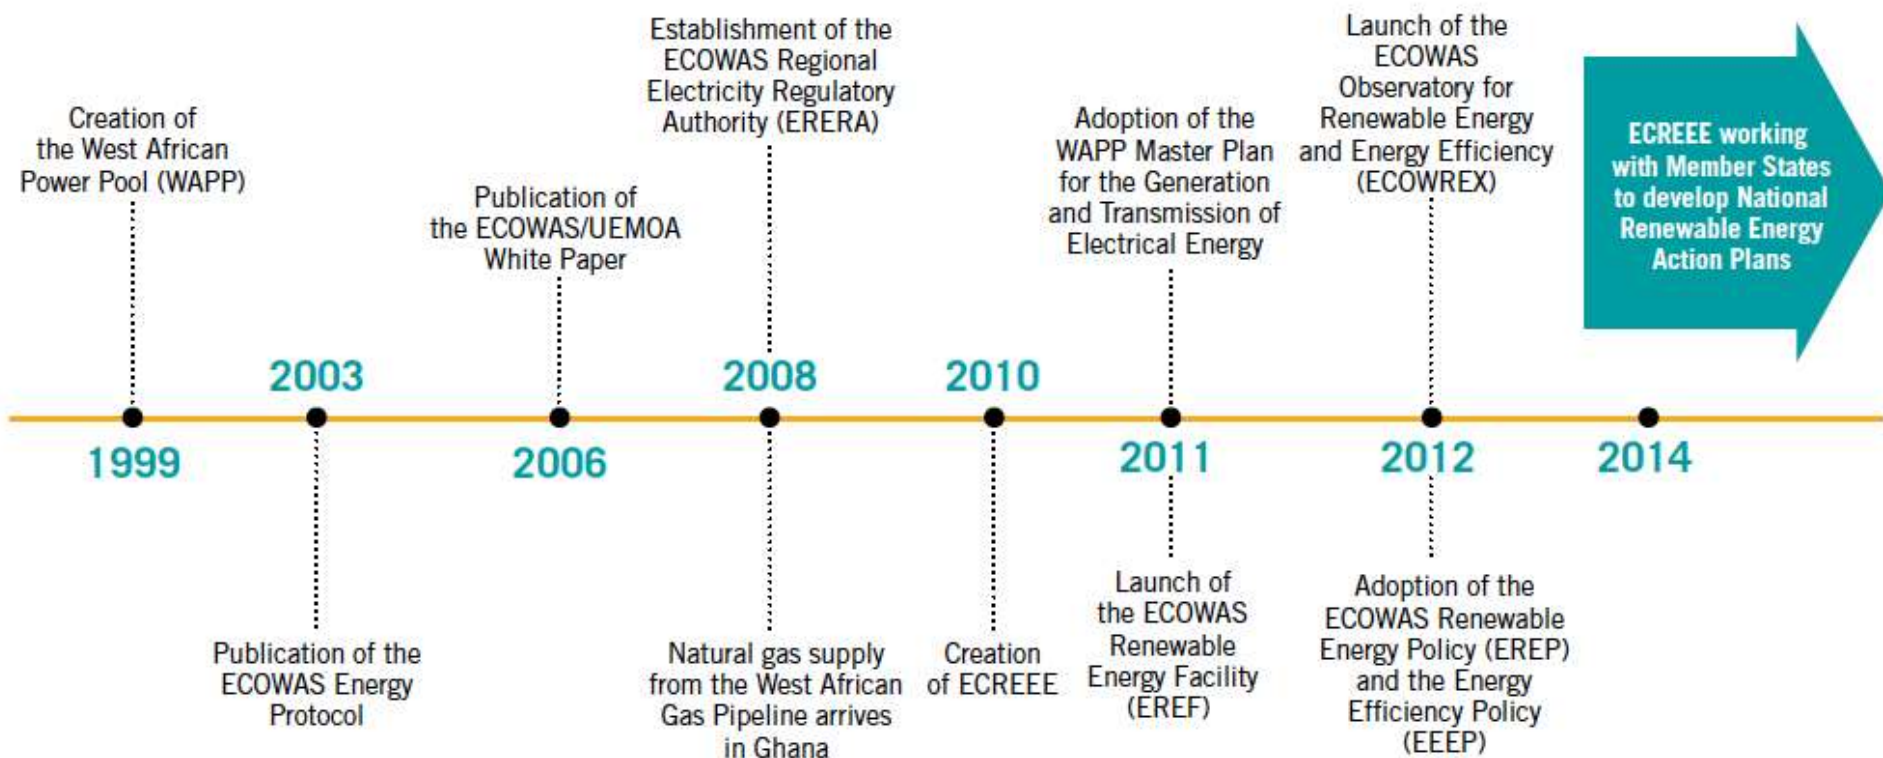 Creation of
the West African
Power Pool (WAPP)
1999
2003
Publication of the
ECOWAS Energy
Protocol
Publication of
the ECOWAS/UEMOA
White Paper
2006
Establishment of the
ECOWAS Regional
Electricity Regulatory
Authority (ERERA)
2008
Natural gas supply
from the West African
Gas Pipeline arrives
in Ghana
2010
Creation
of ECREEE
Adoption of the
WAPP Master Plan
for the Generation
and Transmission of
Electrical Energy
2011
Launch of
the ECOWAS
Renewable
Energy Facility
(EREF)
Launch of the
ECOWAS
Observatory for
Renewable Energy
and Energy Efficiency
(ECOWREX)
2012
Adoption of the
ECOWAS Renewable
Energy Policy (EREP)
and the Energy
Efficiency Policy
(EEEP)
ECREEE working
with Member States
to develop National
Renewable Energy
Action Plans
2014